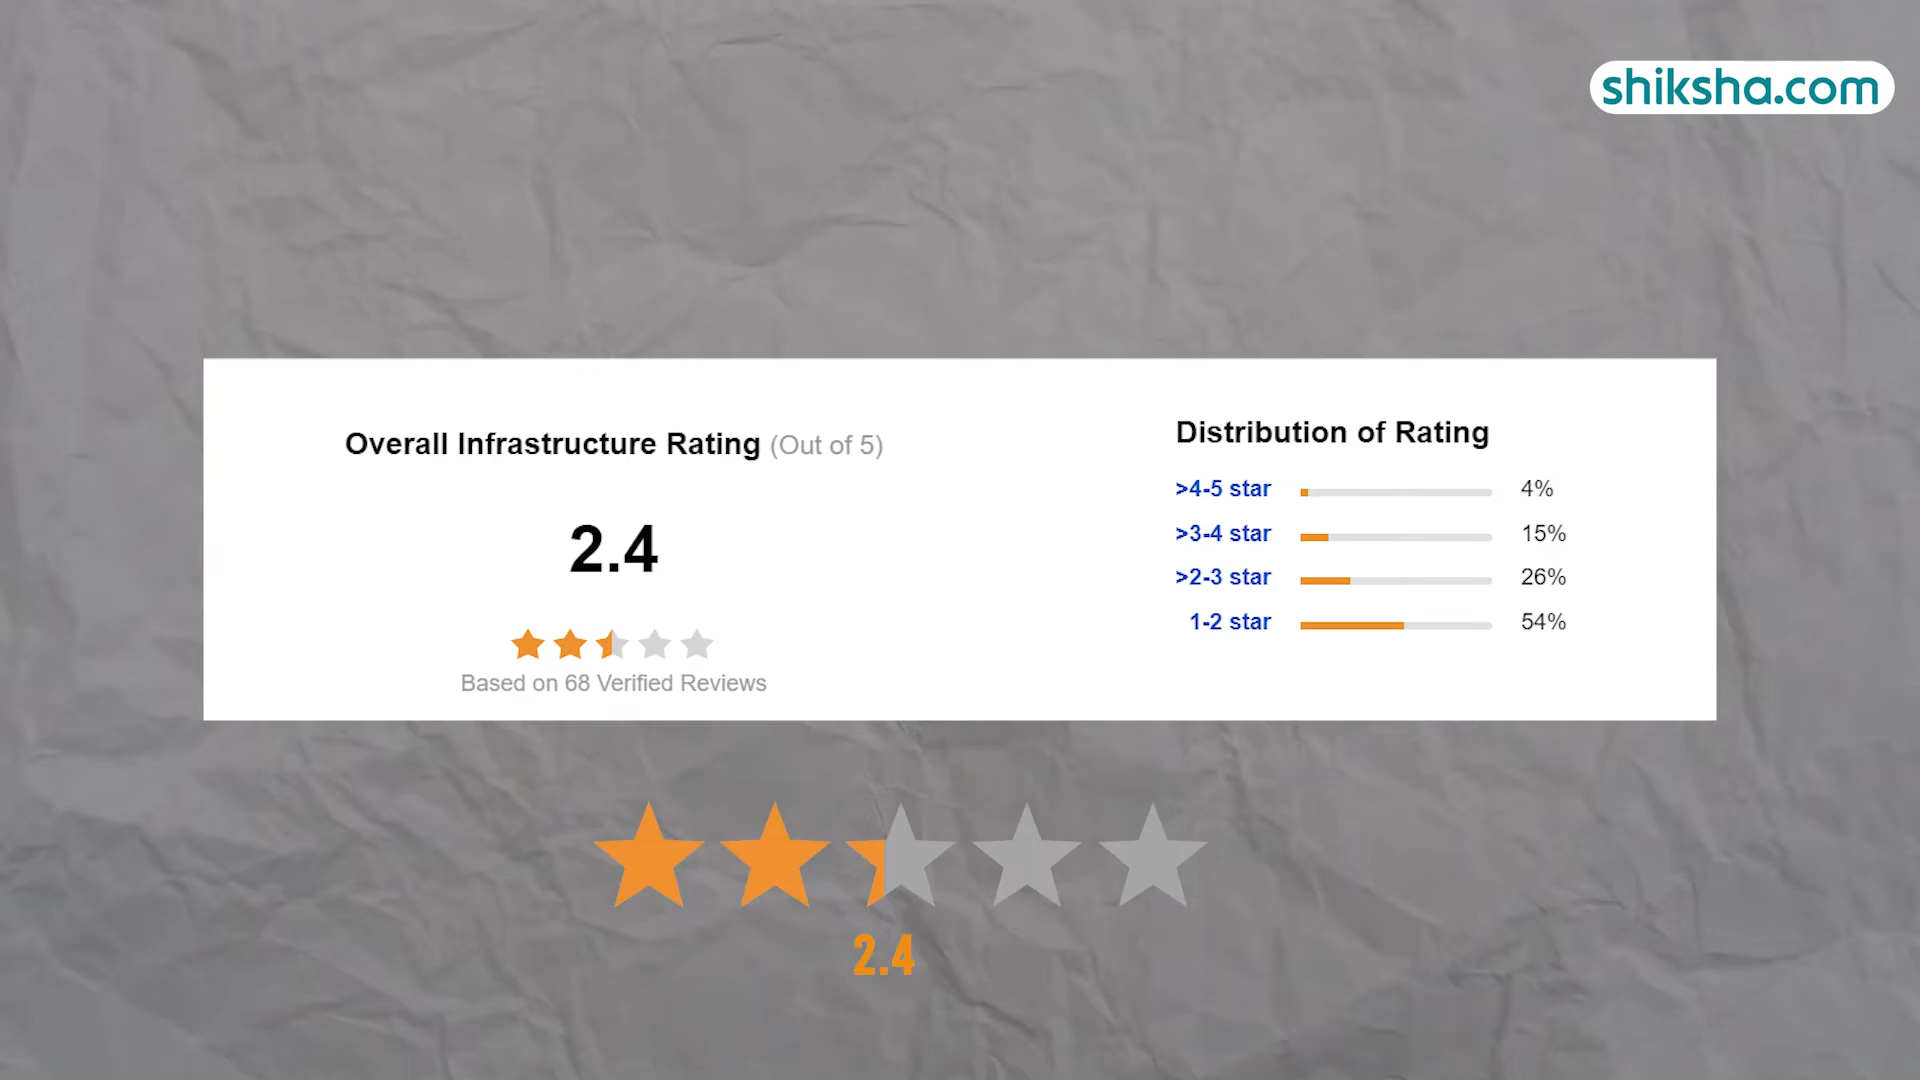 shiksha.com
Overall Infrastructure Rating (Out of 5)
2.4
Based on 68 Verified Reviews
Distribution of Rating
>4-5 star 4%
>3-4 star 15%
>2-3 star 26%
1-2 star 54%
2.4